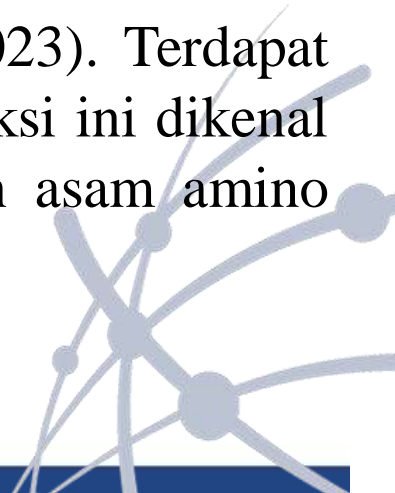 023). Terdapat
ksi ini dikenal
asam amino